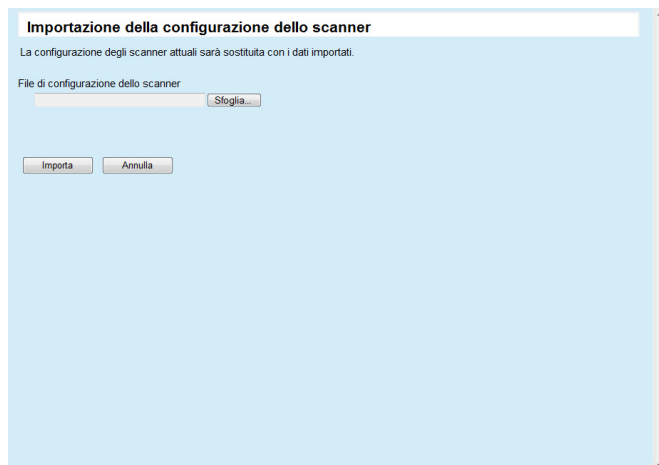 Importazione della configurazione dello scanner
La configurazione degli scanner attuali sarà sostituita con i dati importati.
File di configurazione dello scanner
Sfoglia...
Importa Annulla